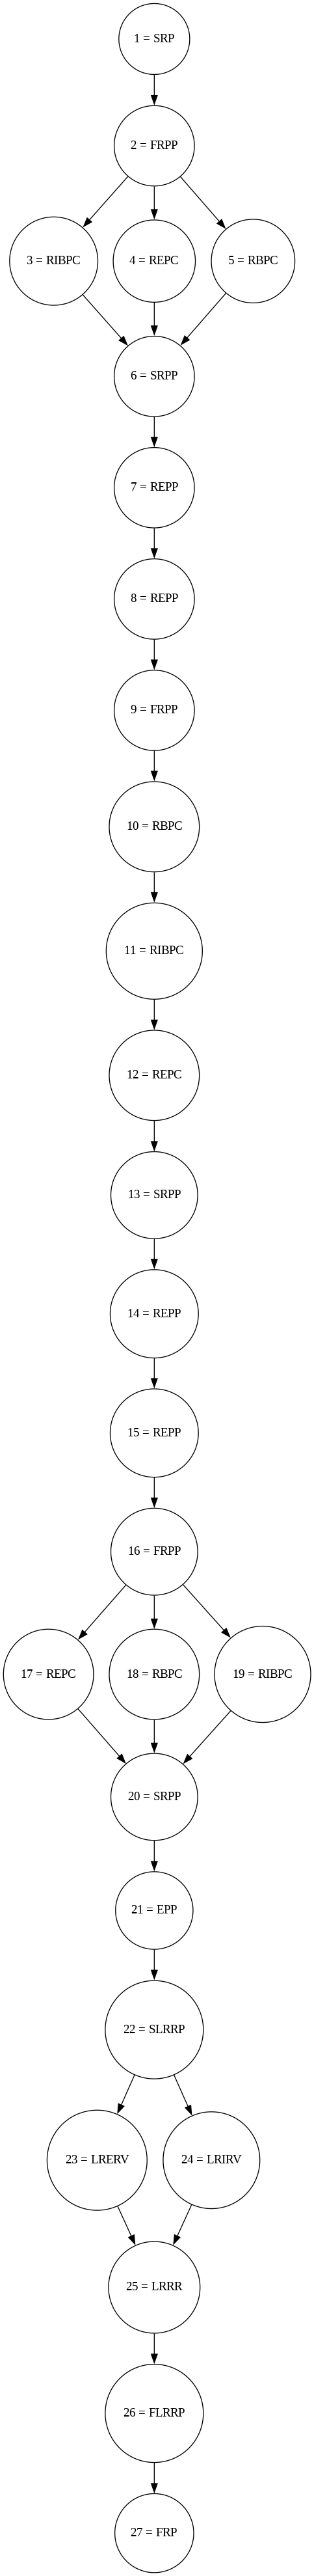 1 = SRP
2 = FRPP
3 = RIBPC
4 = REPC
5 = RBPC
6 = SRPP
7 = REPP
8 = REPP
9 = FRPP
10 = RBPC
11 = RIBPC
12 = REPC
13 = SRPP
14 = REPP
15 = REPP
16 = FRPP
17 = REPC
18 = RBPC
19 = RIBPC
20 = SRPP
21 = EPP
22 = SLRRP
23 = LRERV
24 = LRIRV
25 = LRRR
26 = FLRRP
27 = FRP